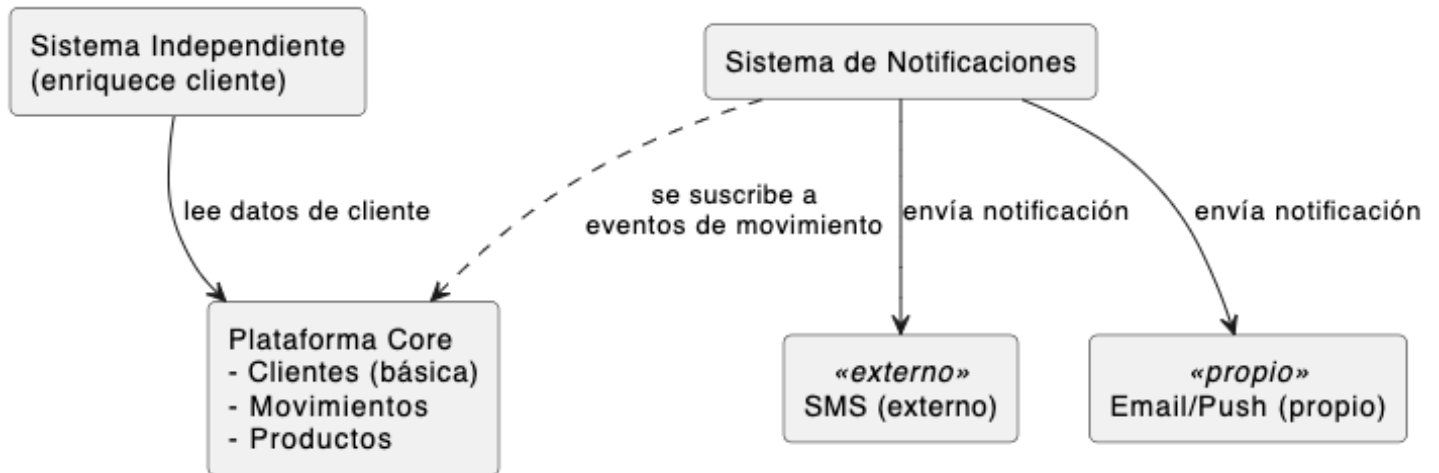 Sistema Independiente
(enriquece cliente)
Sistema de Notificaciones
lee datos de cliente
se suscribe a
eventos de movimiento
envía notificación
envía notificación
Plataforma Core
- Clientes (básica)
- Movimientos
- Productos
«externo»
SMS (externo)
«propio»
Email/Push (propio)